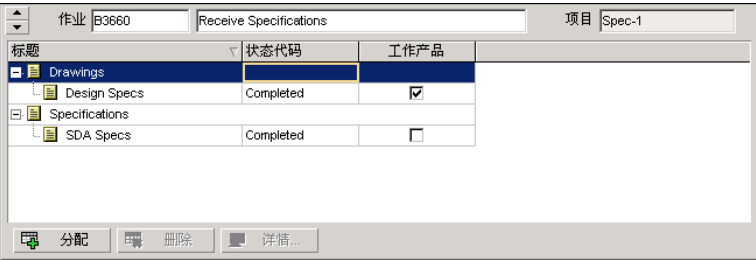 作业 B3660 Receive Specifications 项目 Spec-1
标题 状态代码 工作产品
Drawings
Design Specs Completed
Specifications
SDA Specs Completed
分配 删除 详情...